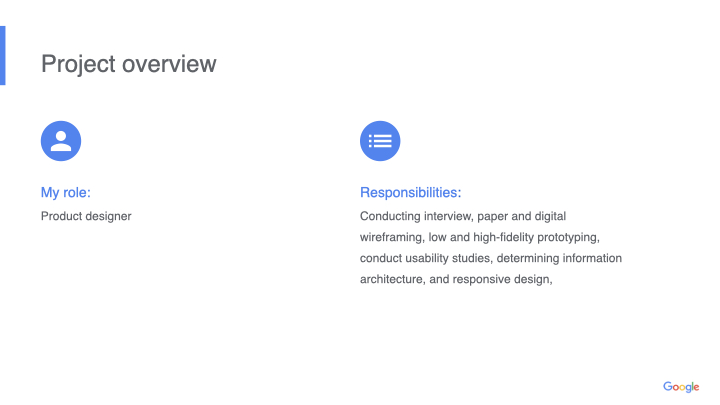 Project overview
My role:
Product designer
Responsibilities:
Conducting interview, paper and digital
wireframing, low and high-fidelity prototyping,
conduct usability studies, determining information
architecture, and responsive design,
Google